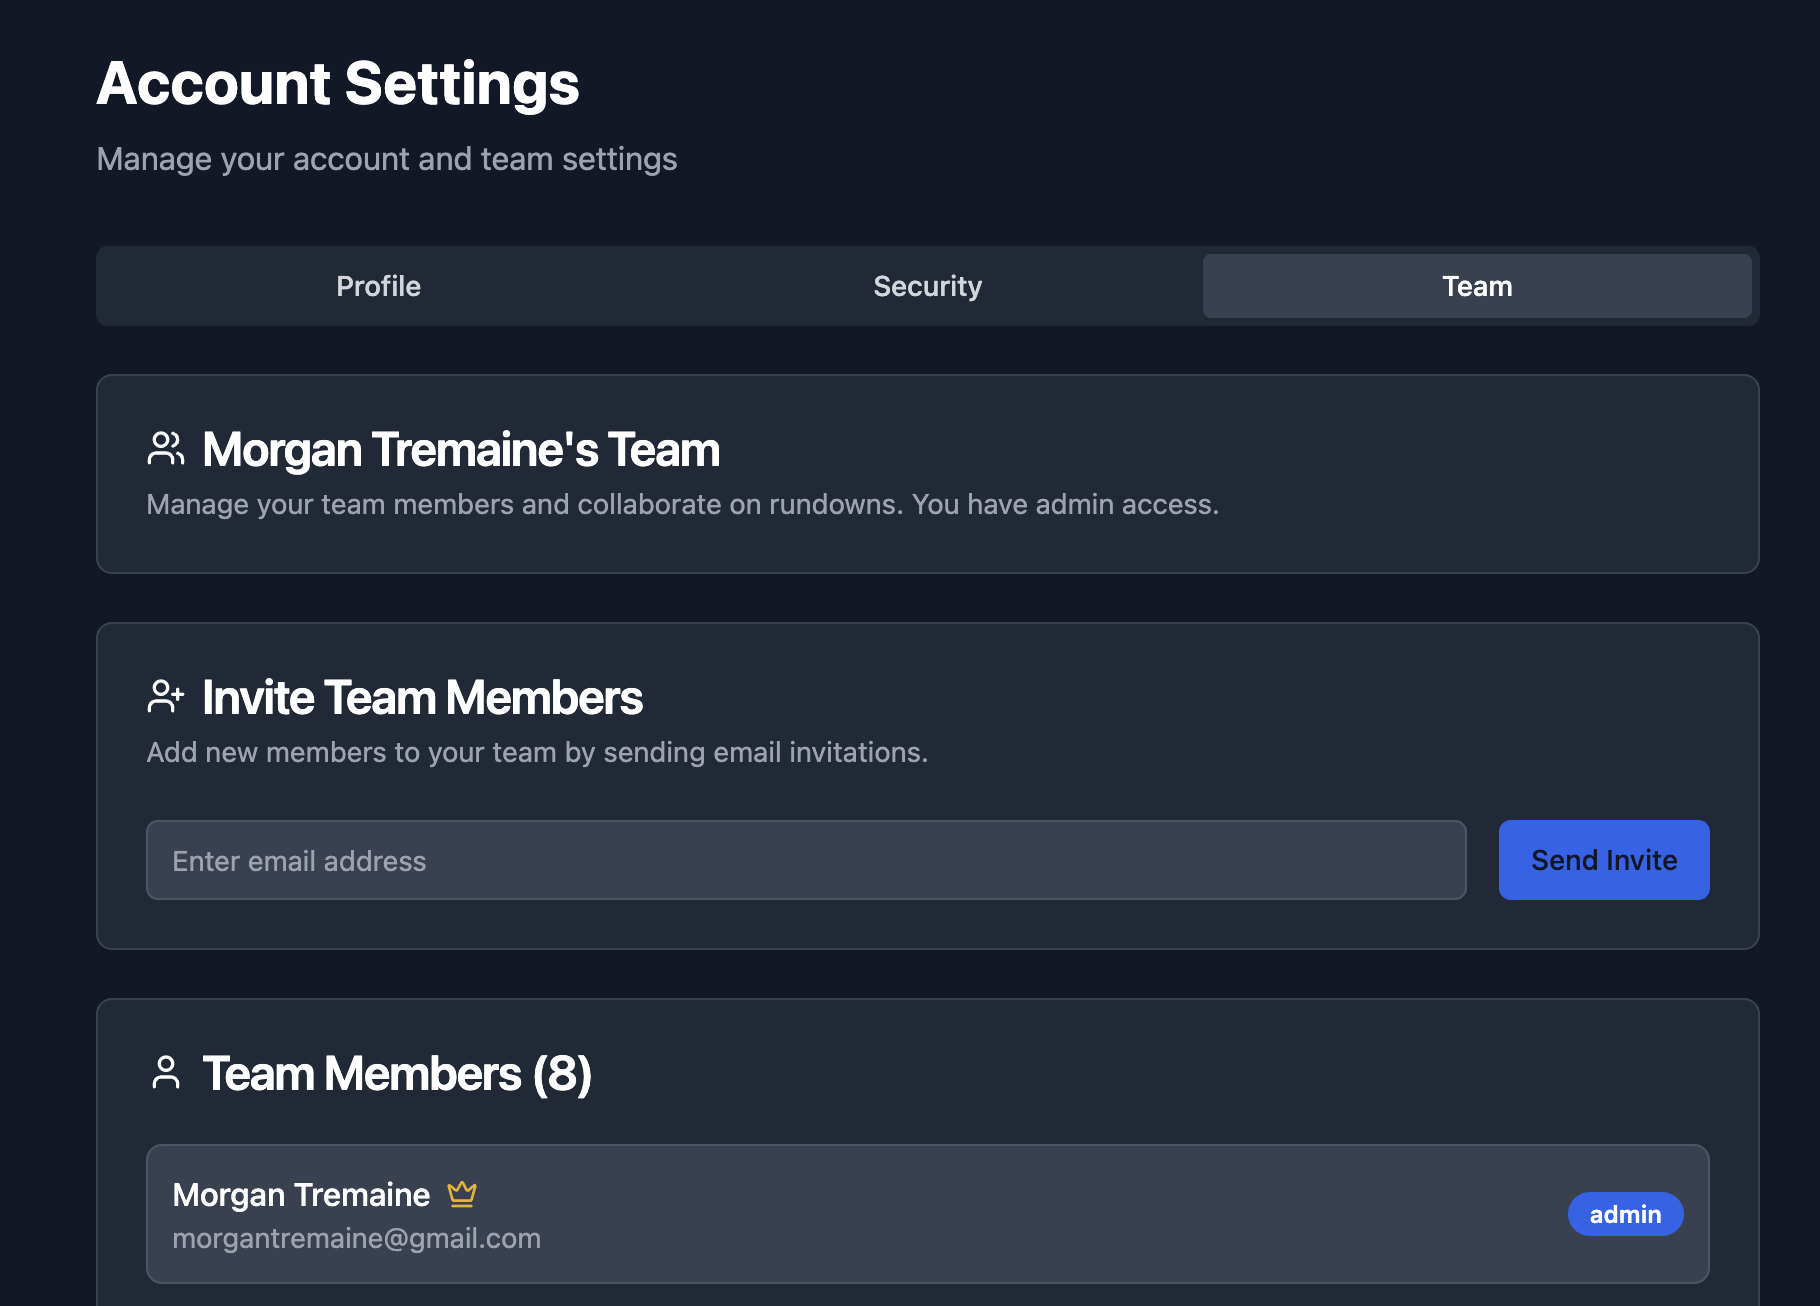 Account Settings
Manage your account and team settings
Profile
Security
Team
Morgan Tremaine's Team
Manage your team members and collaborate on rundowns. You have admin access.
Invite Team Members
Add new members to your team by sending email invitations.
Enter email address
Send Invite
Team Members (8)
Morgan Tremaine
morgantremaine@gmail.com
admin